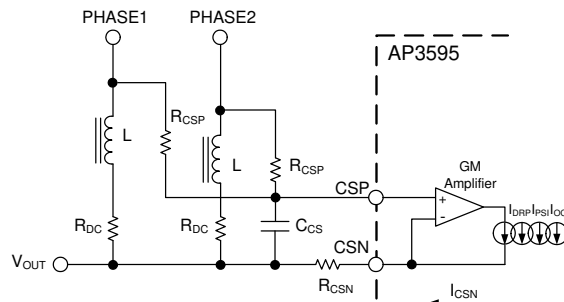 PHASE1
PHASE2
AP3595
RCSP
L
L
RCSP
CSP
GM
Amplifier
+
-
IDRP IPSI IOC
RDC
RDC
CCS
CSN
VOUT
RCSN
ICSN